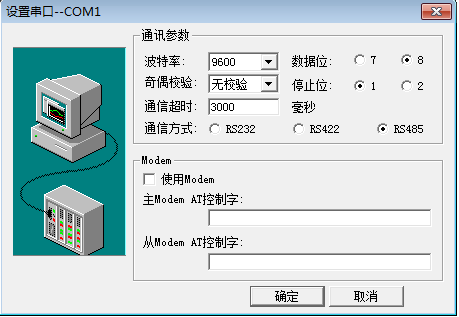 设置串口--COM1
通讯参数
波特率: 9600 数据位: 7 8
奇偶校验: 无校验 停止位: 1 2
通信超时: 3000 毫秒
通信方式: RS232 RS422 RS485
Modem
使用Modem
主Modem AT控制字:
从Modem AT控制字:
确定 取消